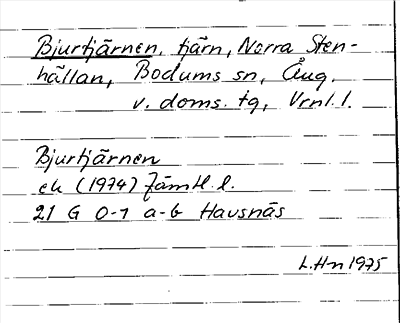 Bjurtjärnen, tjärn, Norra Sten-
hällan, Bodums sn, Ång.
v. doms. tg, Vrnl. l.
Bjurtjärnen
ek (1974) Jämtl. l.
21 G 0-1 a-b Havsnäs
L.Hn 1975